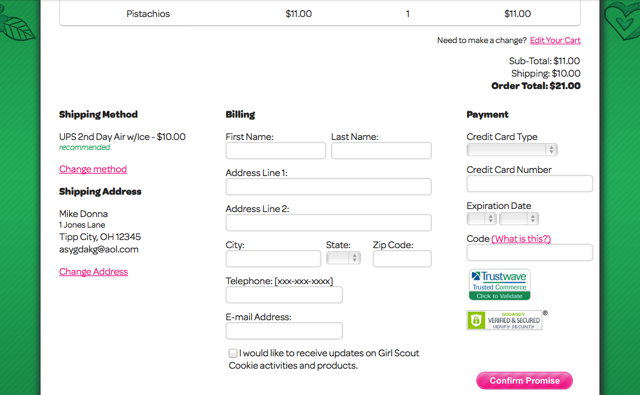 Pistachios $11.00 1 $11.00
Need to make a change? Edit Your Cart
Sub-Total: $11.00
Shipping: $10.00
Order Total: $21.00
Shipping Method
UPS 2nd Day Air w/Ice - $10.00
recommended
Change method
Shipping Address
Mike Donna
1 Jones Lane
Tipp City, OH 12345
asygdakg@aol.com
Change Address
Billing
First Name: Last Name:
Address Line 1:
Address Line 2:
City: State: Zip Code:
Telephone: [xxx-xxx-xxxx]
E-mail Address:
I would like to receive updates on Girl Scout
Cookie activities and products.
Payment
Credit Card Type
Credit Card Number
Expiration Date
Code (What is this?)
Trustwave
Trusted Commerce
Click to Validate
GODADDY
VERIFIED & SECURED
VERIFY SECURITY
Confirm Promise